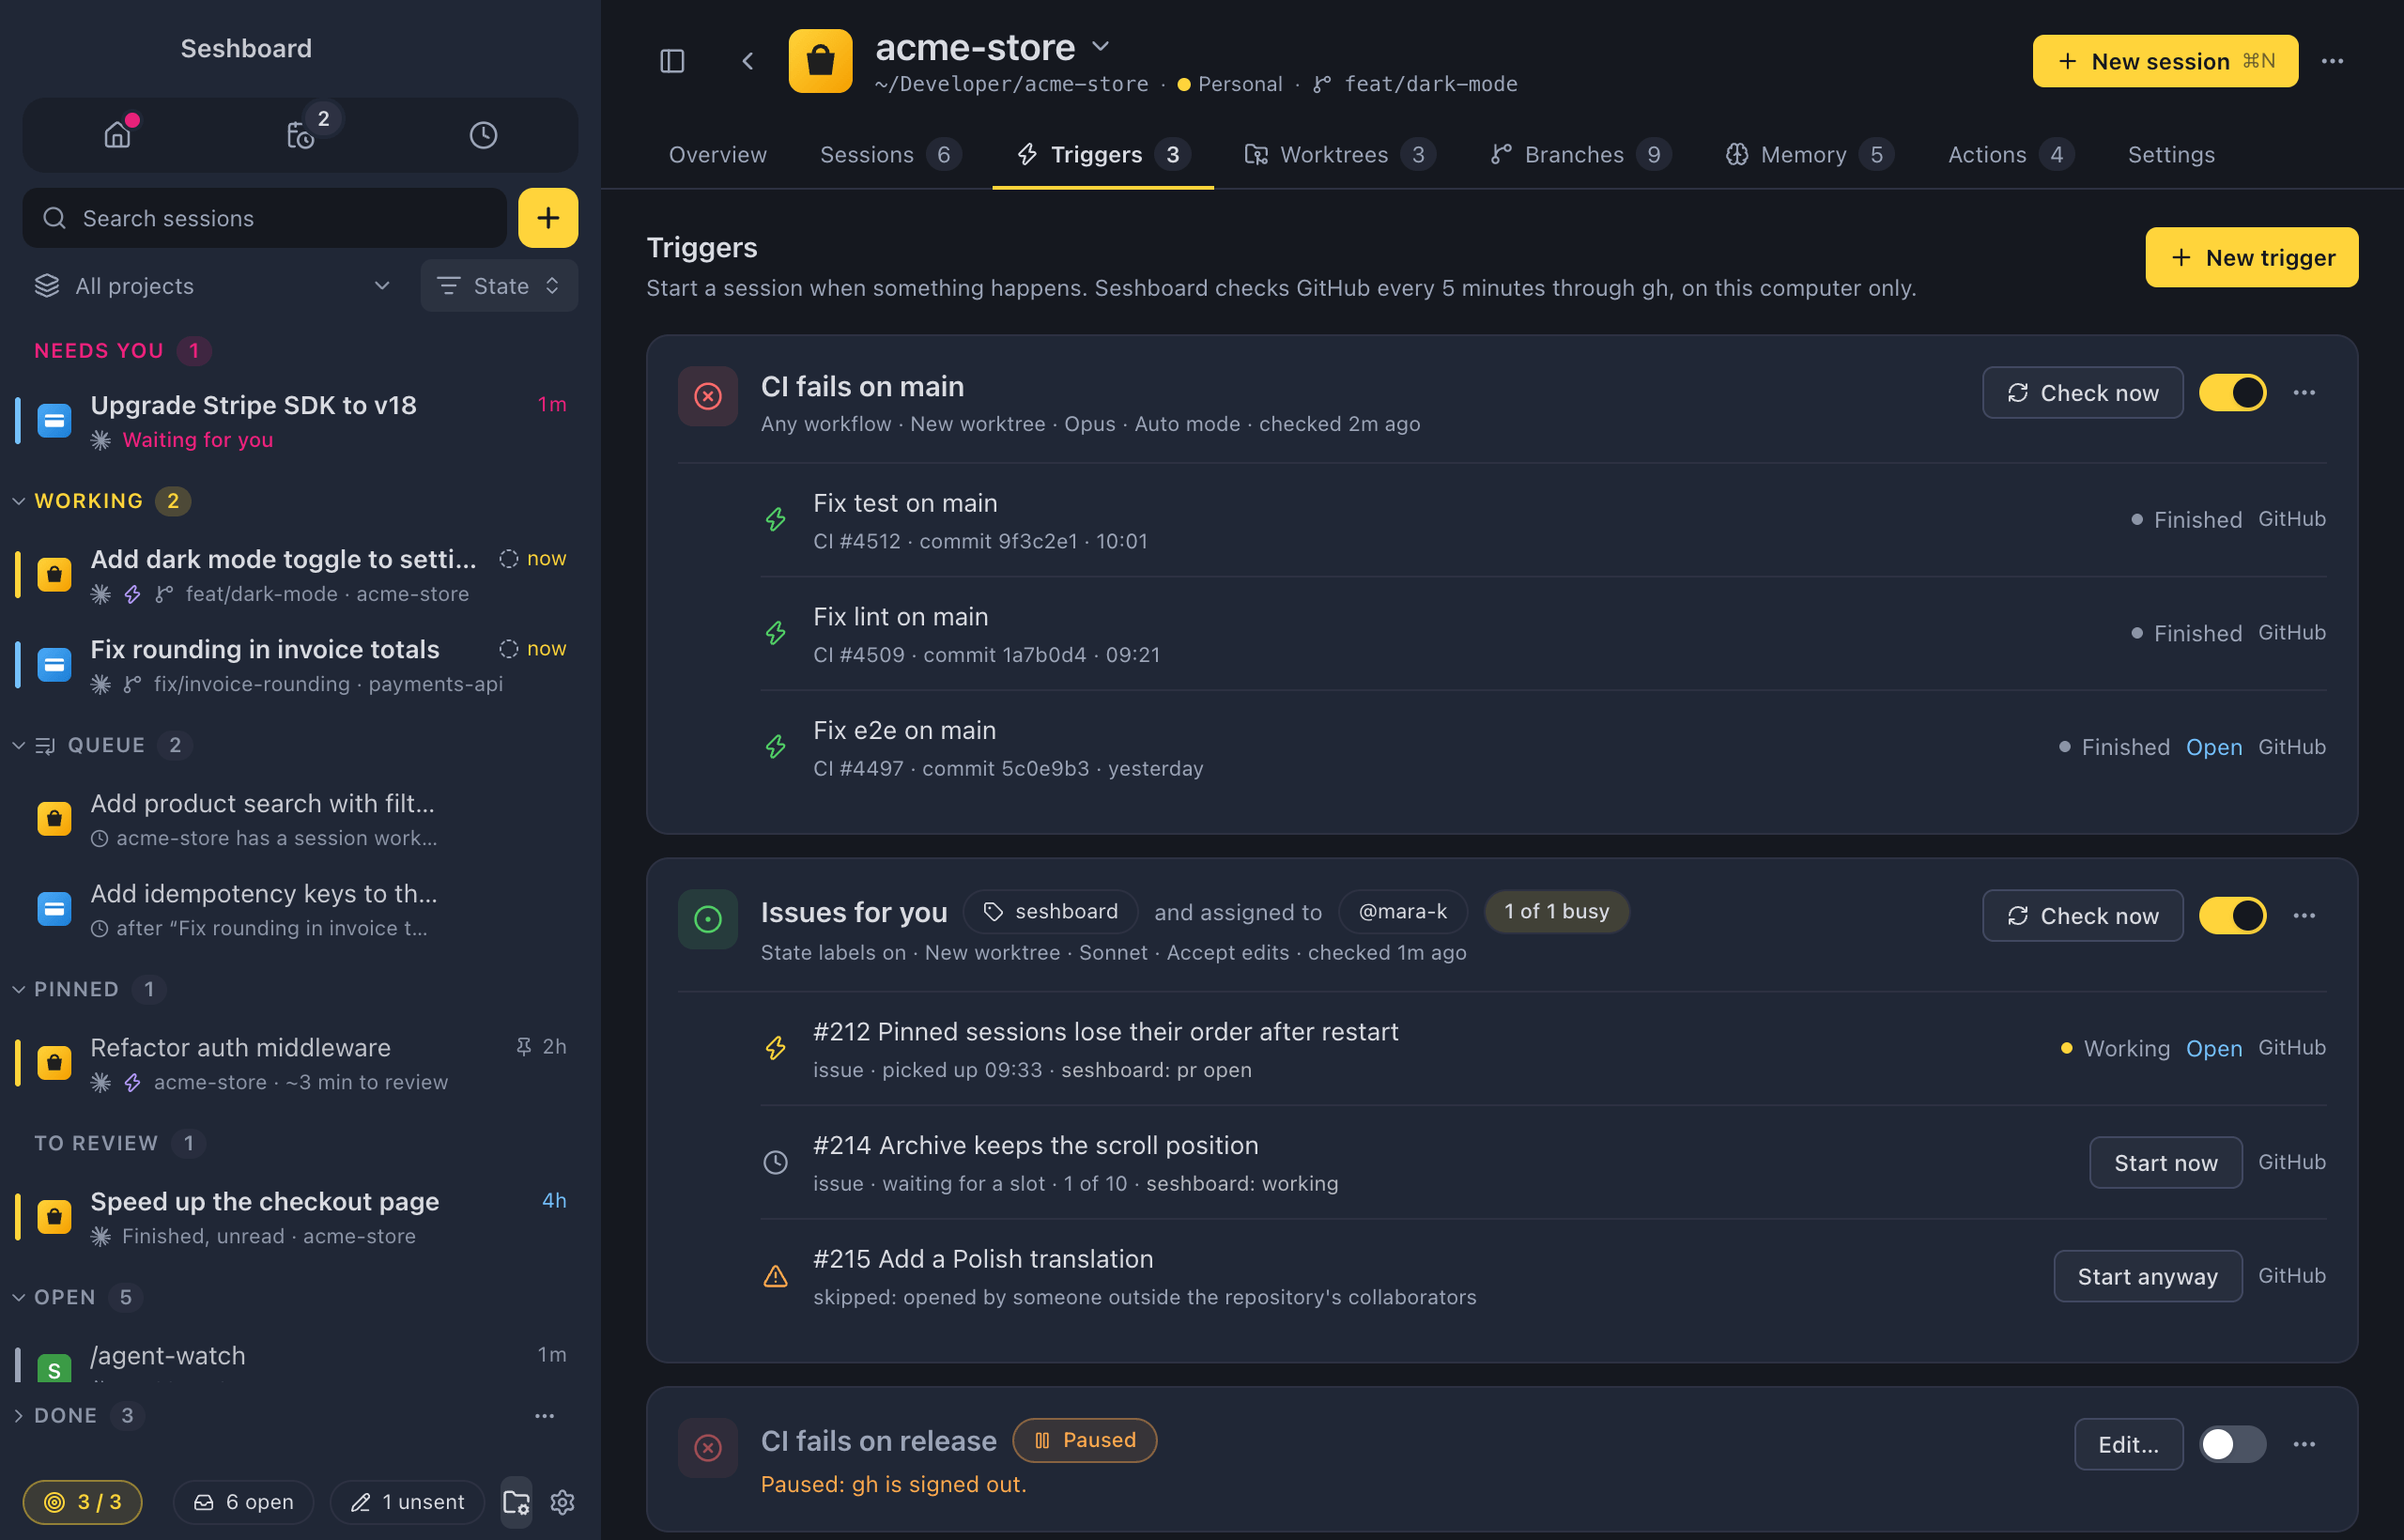 Seshboard
2
Search sessions
All projects
State
NEEDS YOU 1
Upgrade Stripe SDK to v18 1m
Waiting for you
WORKING 2
Add dark mode toggle to setti... now
feat/dark-mode · acme-store
Fix rounding in invoice totals now
fix/invoice-rounding · payments-api
QUEUE 2
Add product search with filt...
acme-store has a session work...
Add idempotency keys to th...
after “Fix rounding in invoice t...
PINNED 1
Refactor auth middleware 2h
acme-store · ~3 min to review
TO REVIEW 1
Speed up the checkout page 4h
Finished, unread · acme-store
OPEN 5
S /agent-watch 1m
DONE 3
3 / 3
6 open
1 unsent
acme-store
~/Developer/acme-store · Personal · feat/dark-mode
+ New session ⌘N
Overview
Sessions 6
Triggers 3
Worktrees 3
Branches 9
Memory 5
Actions 4
Settings
Triggers
Start a session when something happens. Seshboard checks GitHub every 5 minutes through gh, on this computer only.
+ New trigger
CI fails on main
Any workflow · New worktree · Opus · Auto mode · checked 2m ago
Check now
Fix test on main
CI #4512 · commit 9f3c2e1 · 10:01
Finished GitHub
Fix lint on main
CI #4509 · commit 1a7b0d4 · 09:21
Finished GitHub
Fix e2e on main
CI #4497 · commit 5c0e9b3 · yesterday
Finished Open GitHub
Issues for you seshboard and assigned to @mara-k 1 of 1 busy
State labels on · New worktree · Sonnet · Accept edits · checked 1m ago
Check now
#212 Pinned sessions lose their order after restart
issue · picked up 09:33 · seshboard: pr open
Working Open GitHub
#214 Archive keeps the scroll position
issue · waiting for a slot · 1 of 10 · seshboard: working
Start now GitHub
#215 Add a Polish translation
skipped: opened by someone outside the repository's collaborators
Start anyway GitHub
CI fails on release Paused
Paused: gh is signed out.
Edit...